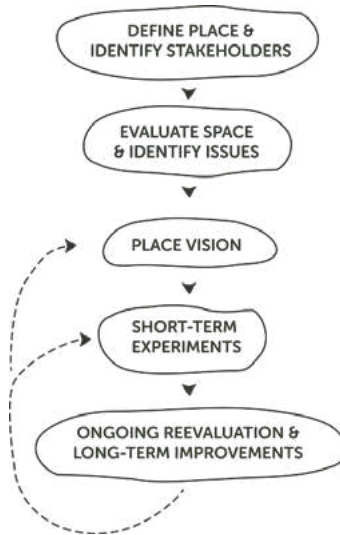 DEFINE PLACE &
IDENTIFY STAKEHOLDERS
EVALUATE SPACE
& IDENTIFY ISSUES
PLACE VISION
SHORT-TERM
EXPERIMENTS
ONGOING REEVALUATION &
LONG-TERM IMPROVEMENTS